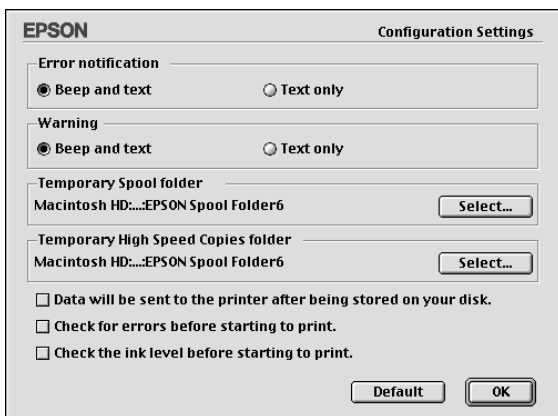 EPSON Configuration Settings
Error notification
Beep and text Text only
Warning
Beep and text Text only
Temporary Spool folder
Macintosh HD:...:EPSON Spool Folder6 Select...
Temporary High Speed Copies folder
Macintosh HD:...:EPSON Spool Folder6 Select...
Data will be sent to the printer after being stored on your disk.
Check for errors before starting to print.
Check the ink level before starting to print.
Default OK